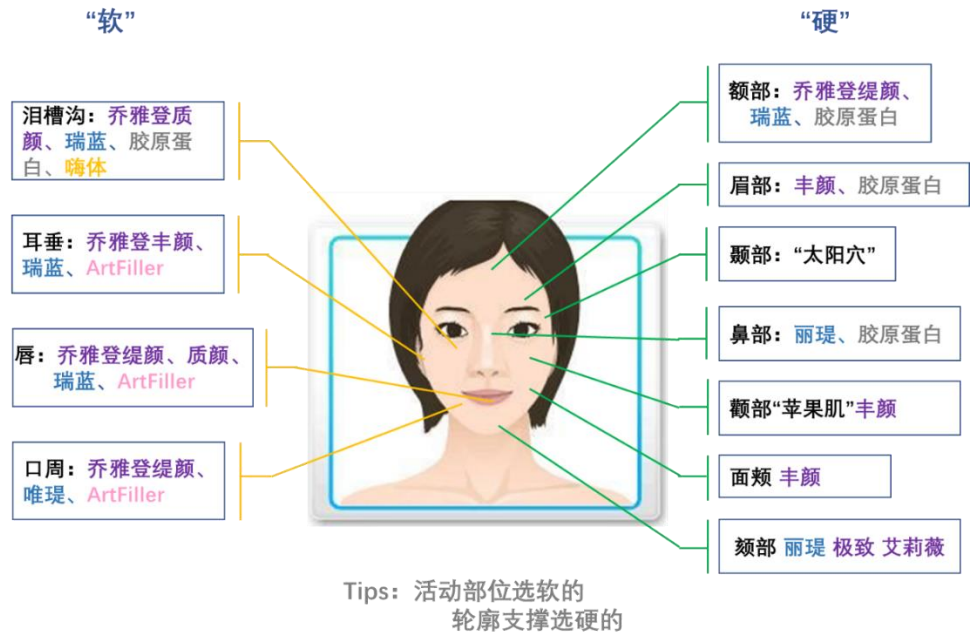 “软”
“硬”
泪槽沟：乔雅登质
颜、瑞蓝、胶原蛋
白、嗨体
耳垂：乔雅登丰颜、
瑞蓝、ArtFiller
唇：乔雅登缇颜、质颜、
瑞蓝、ArtFiller
口周：乔雅登缇颜、
唯瑅、ArtFiller
额部：乔雅登缇颜、
瑞蓝、胶原蛋白
眉部：丰颜、胶原蛋白
颞部：“太阳穴”
鼻部：丽瑅、胶原蛋白
颧部“苹果肌”丰颜
面颊 丰颜
颏部 丽瑅 极致 艾莉薇
Tips：活动部位选软的
轮廓支撑选硬的